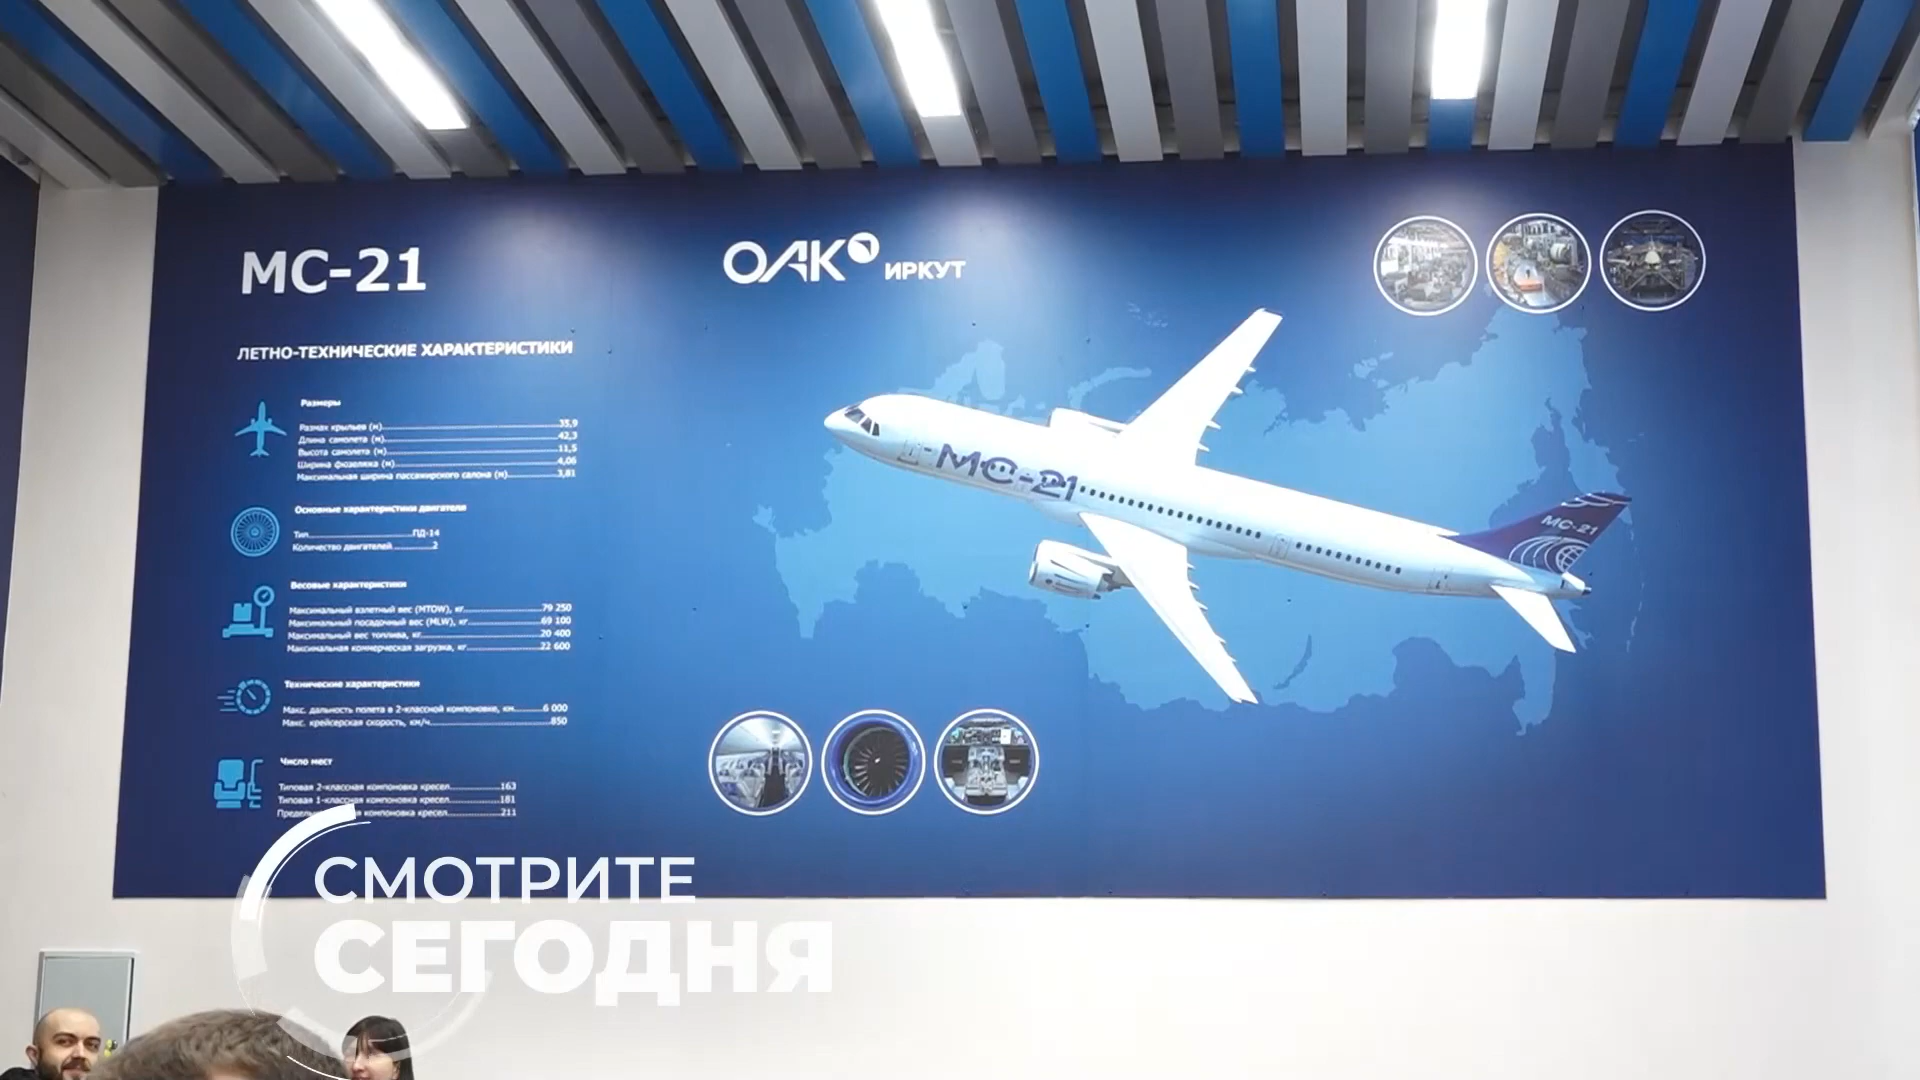 МС-21
ОАК ИРКУТ
ЛЕТНО-ТЕХНИЧЕСКИЕ ХАРАКТЕРИСТИКИ
Размеры
Размах крыльев (м) 35,9
Длина самолета (м) 42,3
Высота самолета (м) 11,5
Ширина фюзеляжа (м) 4,06
Максимальная ширина пассажирского салона (м) 3,81
Основные характеристики двигателя
Тип ПД-14
Количество двигателей 2
Весовые характеристики
Максимальный взлетный вес (MTOW), кг 79 250
Максимальный посадочный вес (MLW), кг 69 100
Максимальный вес топлива, кг 20 400
Максимальная коммерческая загрузка, кг 22 600
Технические характеристики
Макс. дальность полета в 2-классной компоновке, км 6 000
Макс. крейсерская скорость, км/ч 850
Число мест
Типовая 2-классная компоновка кресел 163
Типовая 1-классная компоновка кресел 181
компоновка кресел 211
МС-21
МС-21
СМОТРИТЕ
СЕГОДНЯ